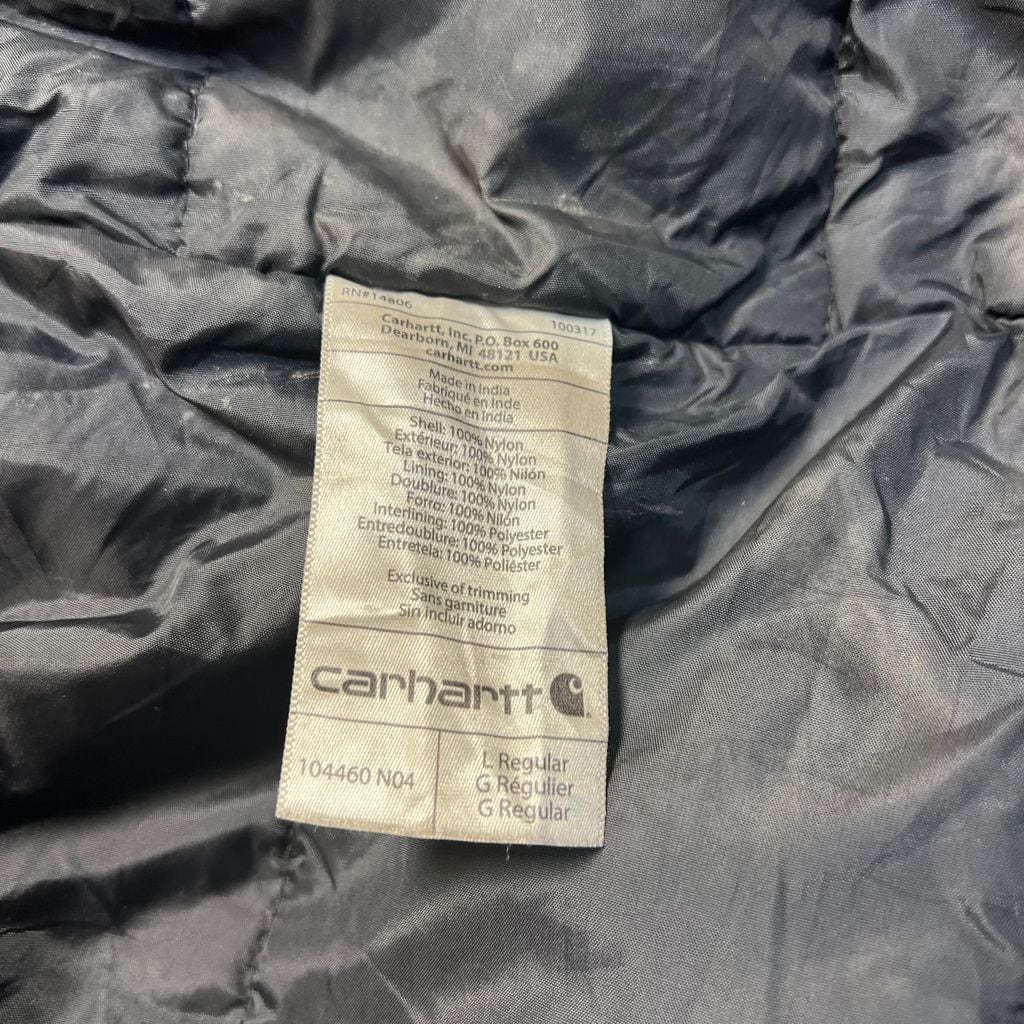 RN#14806
100317
Carhartt, Inc. P.O. Box 600
Dearborn, MI 48121 USA
carhartt.com
Made in India
Fabriqué en Inde
Hecho en India
Shell: 100% Nylon
Extérieur: 100% Nylon
Tela exterior: 100% Nilón
Lining: 100% Nylon
Doublure: 100% Nylon
Forro: 100% Nilón
Interlining: 100% Polyester
Entredoublure: 100% Polyester
Entretela: 100% Poliéster
Exclusive of trimming
Sans garniture
Sin incluir adorno
carhartt
104460 N04
L Regular
G Régulier
G Regular